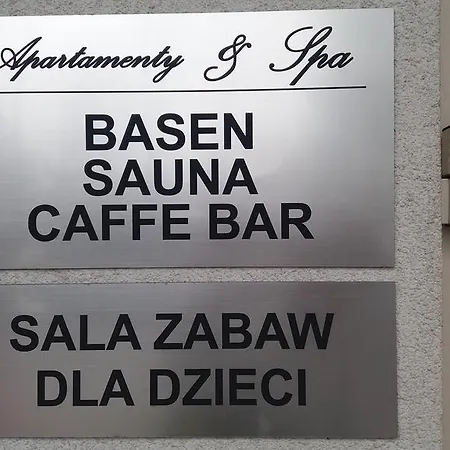 Apartamenty & Spa
BASEN
SAUNA
CAFFE BAR
SALA ZABAW
DLA DZIECI